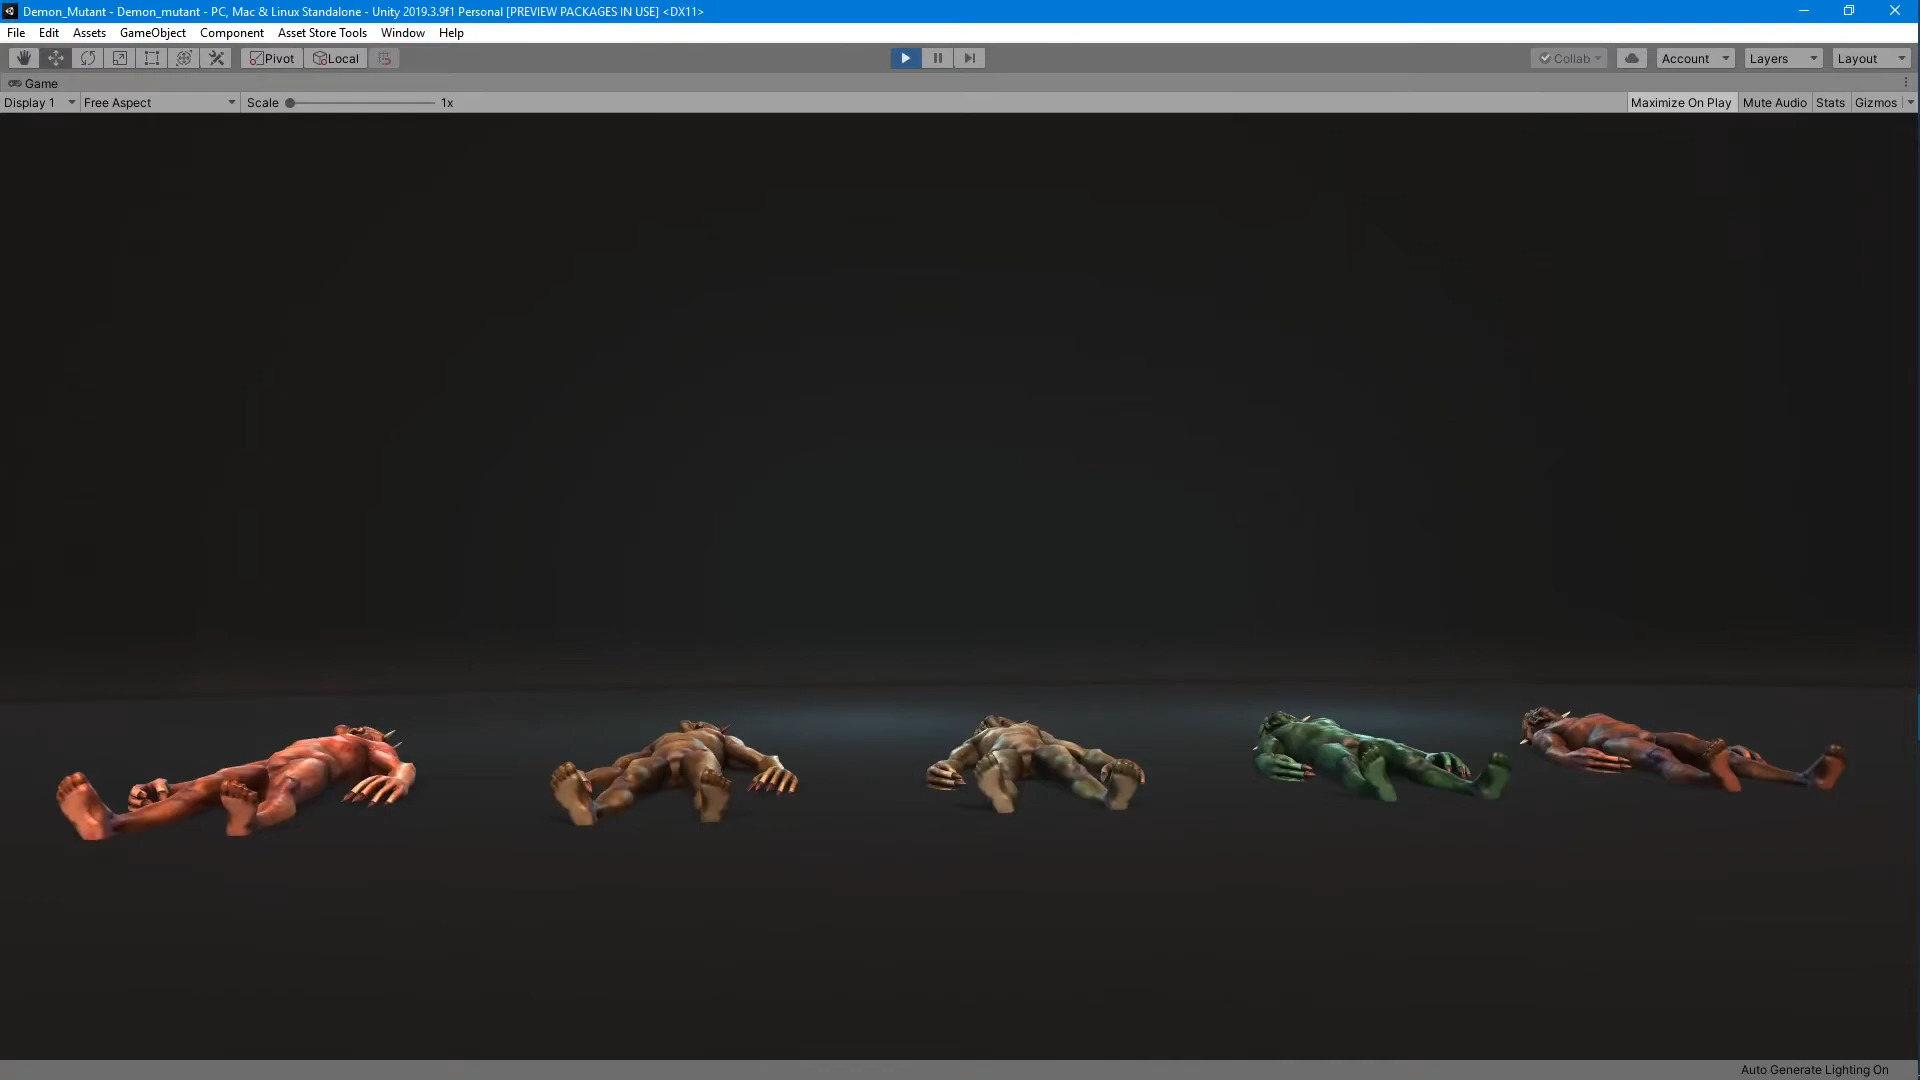 Demon_Mutant - Demon_mutant - PC, Mac & Linux Standalone - Unity 2019.3.9f1 Personal [PREVIEW PACKAGES IN USE] <DX11>
File Edit Assets GameObject Component Asset Store Tools Window Help
Pivot Local Collab Account Layers Layout
Game
Display 1 Free Aspect Scale 1x Maximize On Play Mute Audio Stats Gizmos
Auto Generate Lighting On